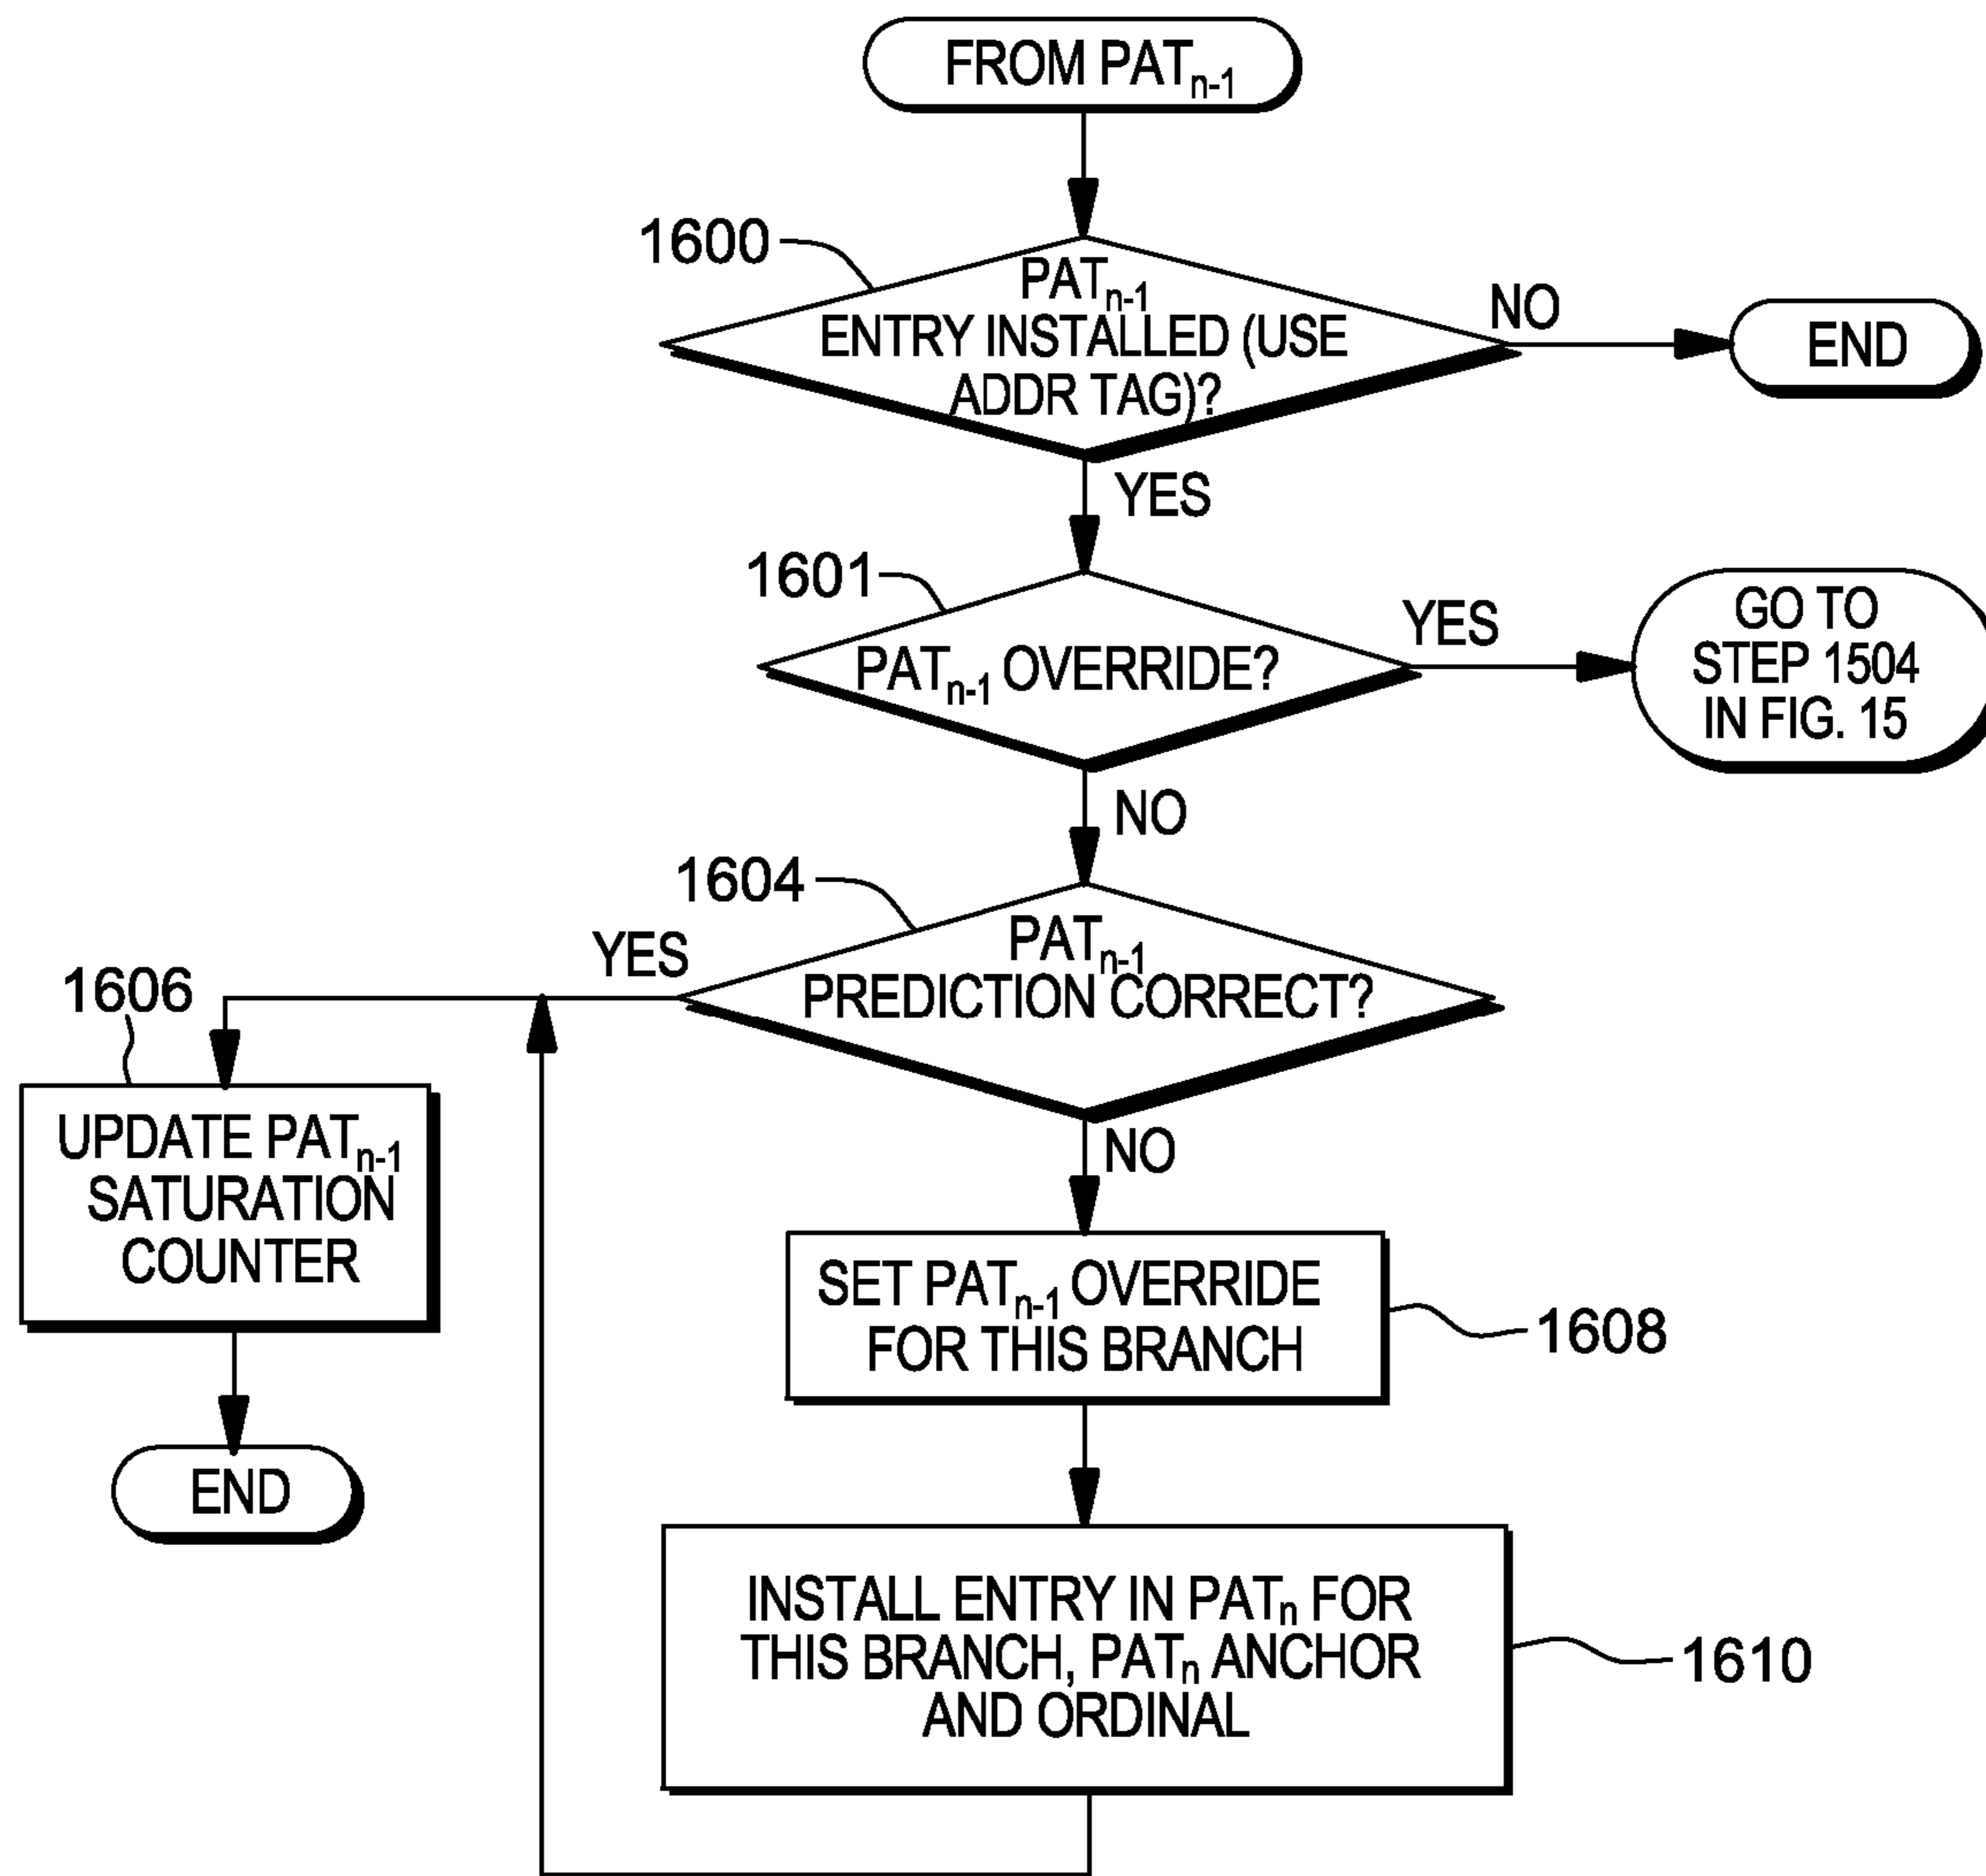 FROM PATn-1
1600
PATn-1
ENTRY INSTALLED (USE
ADDR TAG)?
NO
END
YES
1601
PATn-1 OVERRIDE?
YES
GO TO
STEP 1504
IN FIG. 15
NO
1604
PATn-1
PREDICTION CORRECT?
YES
1606
UPDATE PATn-1
SATURATION
COUNTER
END
NO
SET PATn-1 OVERRIDE
FOR THIS BRANCH
1608
INSTALL ENTRY IN PATn FOR
THIS BRANCH, PATn ANCHOR
AND ORDINAL
1610